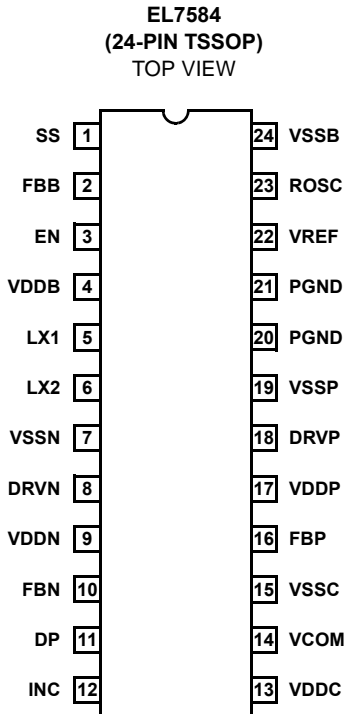 EL7584
(24-PIN TSSOP)
TOP VIEW
SS 1 24 VSSB
FBB 2 23 ROSC
EN 3 22 VREF
VDDB 4 21 PGND
LX1 5 20 PGND
LX2 6 19 VSSP
VSSN 7 18 DRVP
DRVN 8 17 VDDP
VDDN 9 16 FBP
FBN 10 15 VSSC
DP 11 14 VCOM
INC 12 13 VDDC